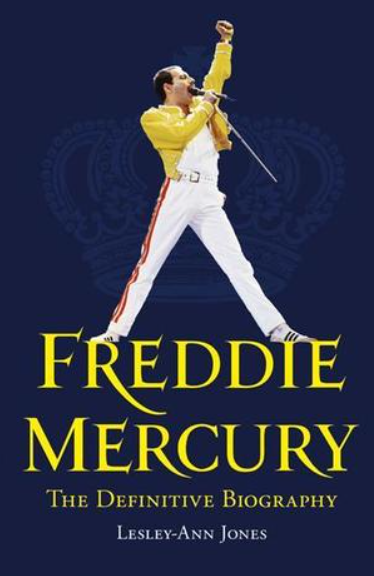 FREDDIE
MERCURY
THE DEFINITIVE BIOGRAPHY
LESLEY-ANN JONES